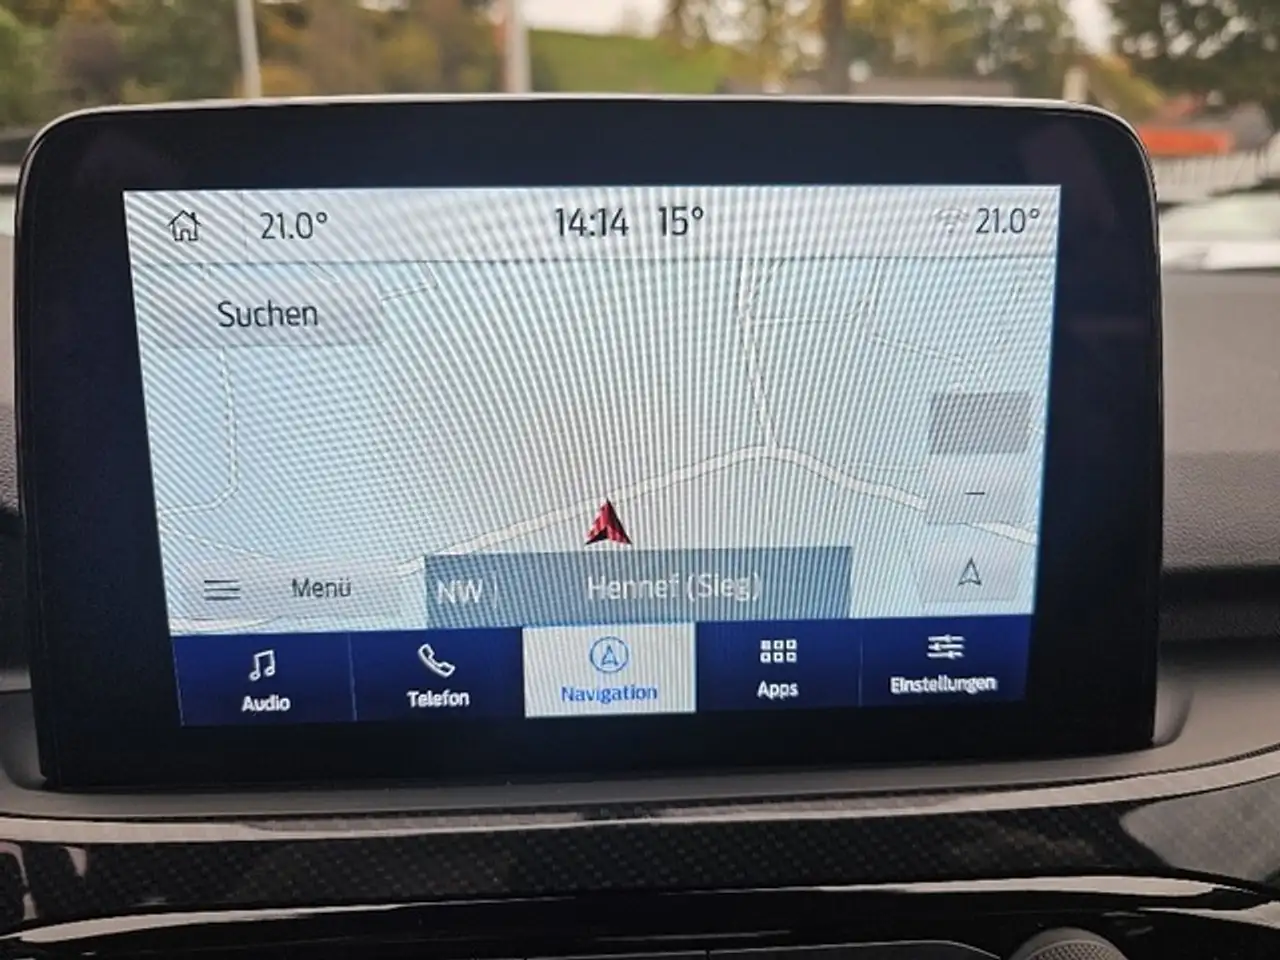 21.0° 14:14 15° 21.0°
Suchen
Menü
NW Hennef (Sieg)
Audio Telefon Navigation Apps Einstellungen